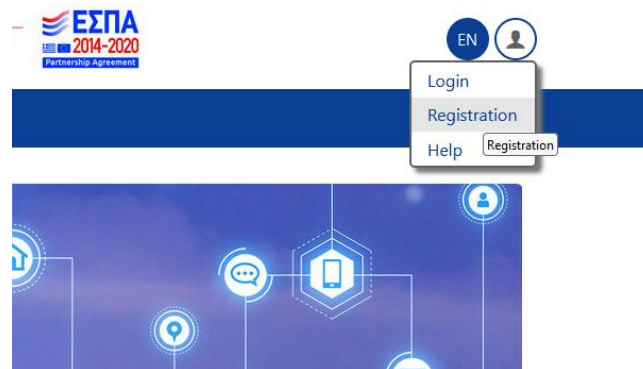 ΕΣΠΑ
2014-2020
Partnership Agreement
EN
Login
Registration
Help
Registration